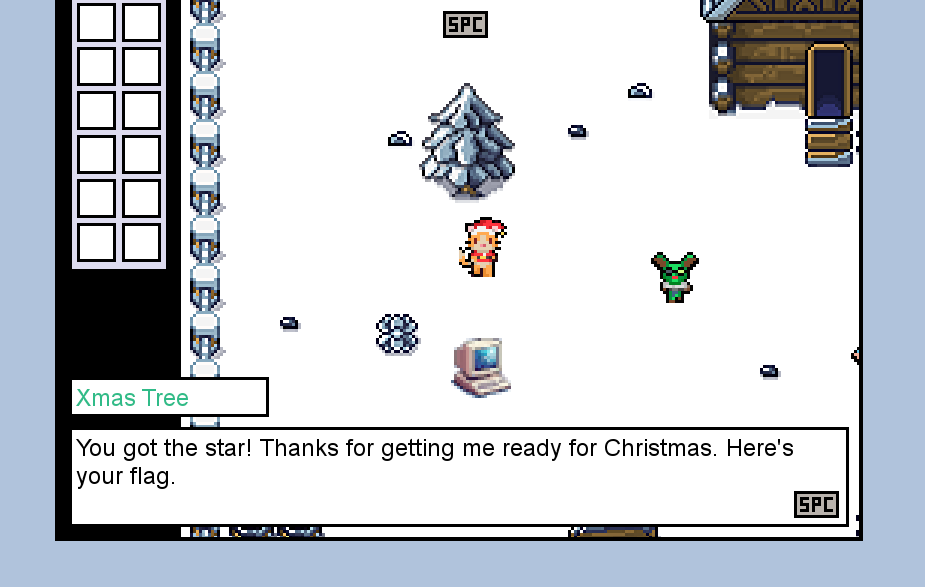 SPC
Xmas Tree
You got the star! Thanks for getting me ready for Christmas. Here's
your flag.
SPC